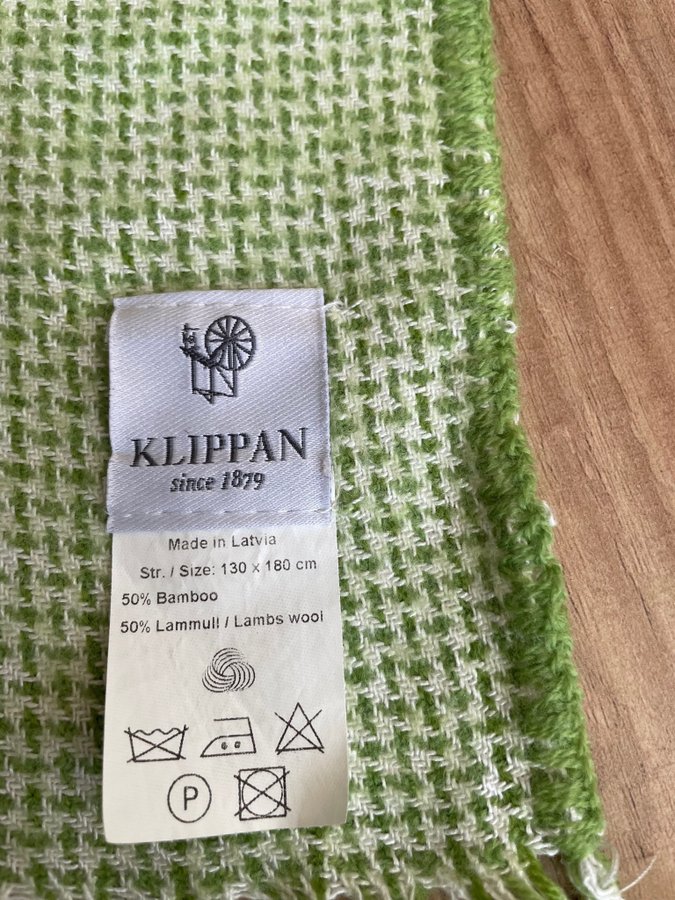 KLIPPAN
since 1879
Made in Latvia
Str. / Size: 130 x 180 cm
50% Bamboo
50% Lammull / Lambs wool
P